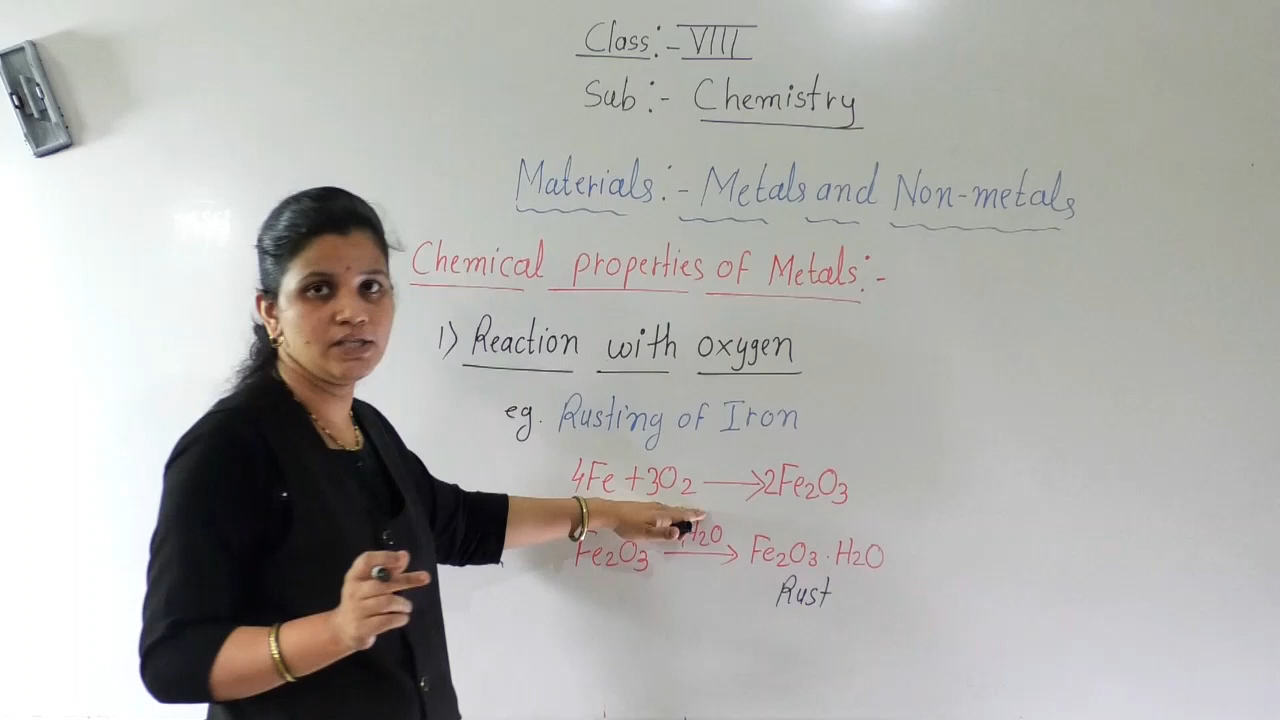 Class:- VIII
Sub:- Chemistry
Materials:- Metals and Non-metals
Chemical properties of Metals:-
1) Reaction with oxygen
eg. Rusting of Iron
4Fe + 3O2 → 2Fe2O3
Fe2O3 H2O → Fe2O3·H2O
Rust